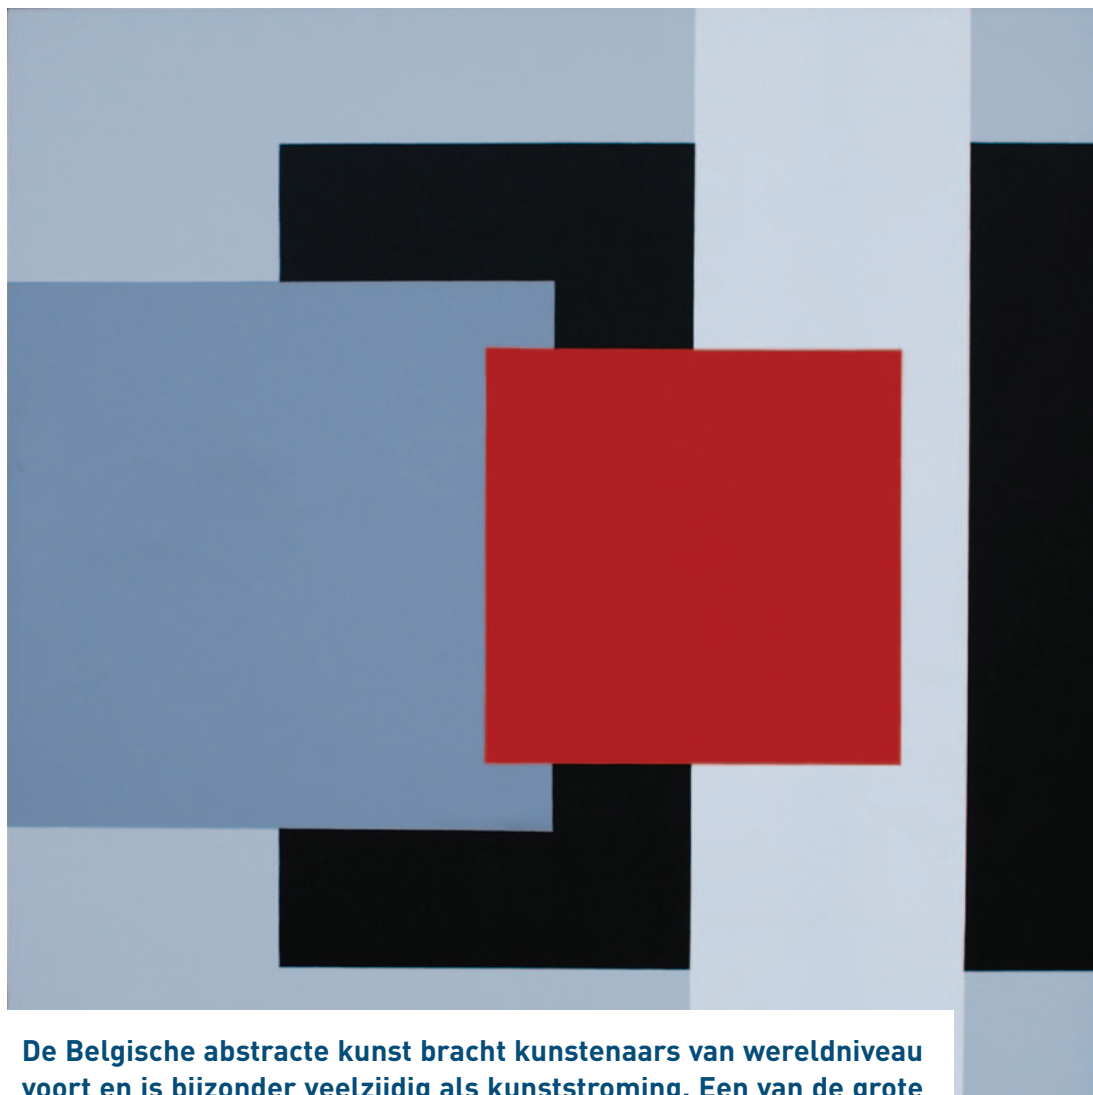 De Belgische abstracte kunst bracht kunstenaars van wereldniveau
voort en is bijzonder veelzijdig als kunststroming. Een van de grote